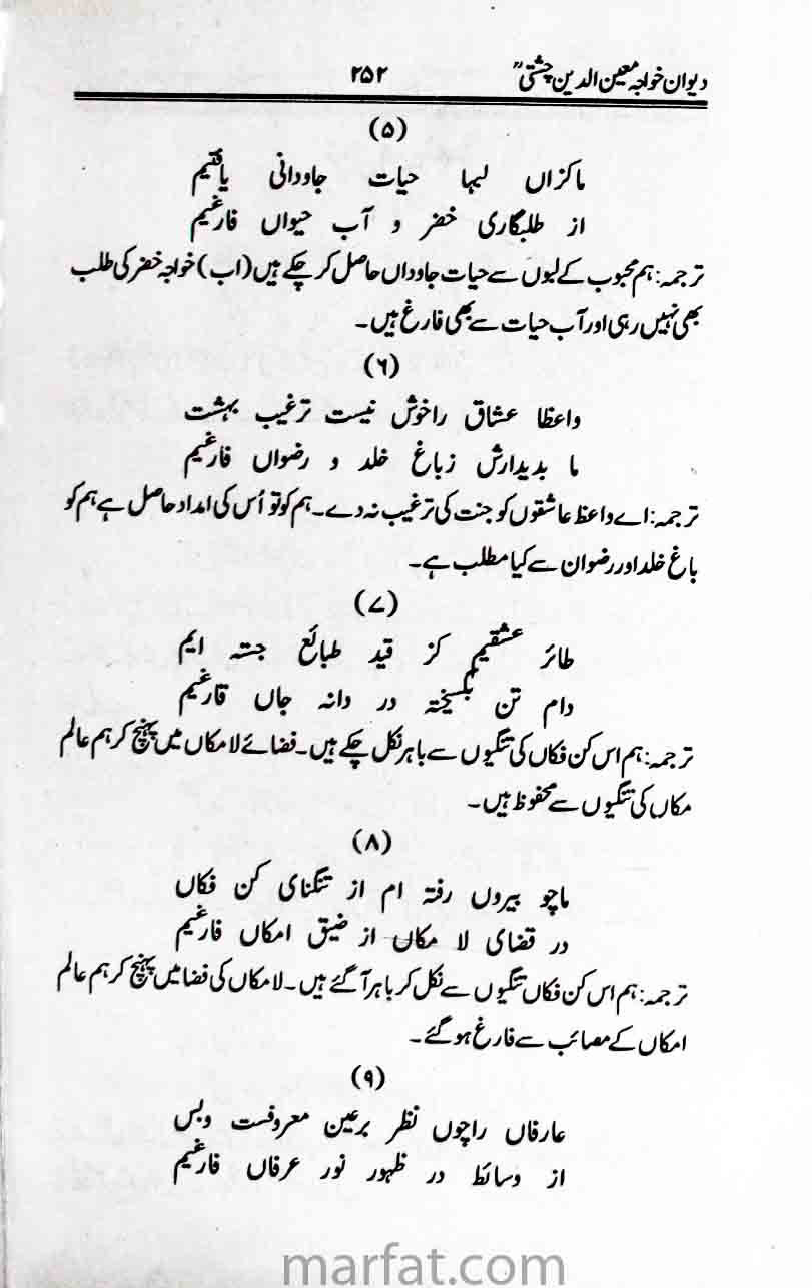 دیوان خواجہ معین الدین چشتیؒ ۲۵۲
(۵)
ماکزاں لبہا حیات جاودانی یافتیم
از طلبگاری خضر و آب حیواں فارغیم
ترجمہ: ہم محبوب کے لبوں سے حیات جاوداں حاصل کر چکے ہیں (اب) خواجہ خضر کی طلب
بھی نہیں رہی اور آب حیات سے بھی فارغ ہیں۔
(۶)
واعظا عشاق راخوش نیست ترغیب بہشت
ما بدیدارش زباغ خلد و رضواں فارغیم
ترجمہ: اے واعظ عاشقوں کو جنت کی ترغیب نہ دے۔ ہم کو تو اُس کی امداد حاصل ہے ہم کو
باغ خلد اور رضوان سے کیا مطلب ہے۔
(۷)
طائر عشقیم کز قید طبائع جستہ ایم
دام تن بگسیختہ در دانہ جاں قارغیم
ترجمہ: ہم اس کن فکاں کی تنگیوں سے باہر نکل چکے ہیں۔ فضائے لامکاں میں پہنچ کر ہم عالم
مکاں کی تنگیوں سے محفوظ ہیں۔
(۸)
ماچو بیروں رفتہ ام از تنگنای کن فکاں
در قضای لا مکاں از ضیق امکاں فارغیم
ترجمہ: ہم اس کن فکاں تنگیوں سے نکل کر باہر آ گئے ہیں۔ لامکاں کی فضا میں پہنچ کر ہم عالم
امکاں کے مصائب سے فارغ ہو گئے۔
(۹)
عارفاں راچوں نظر برعین معروفست وبس
از وسائط در ظہور نور عرفاں فارغیم
marfat.com